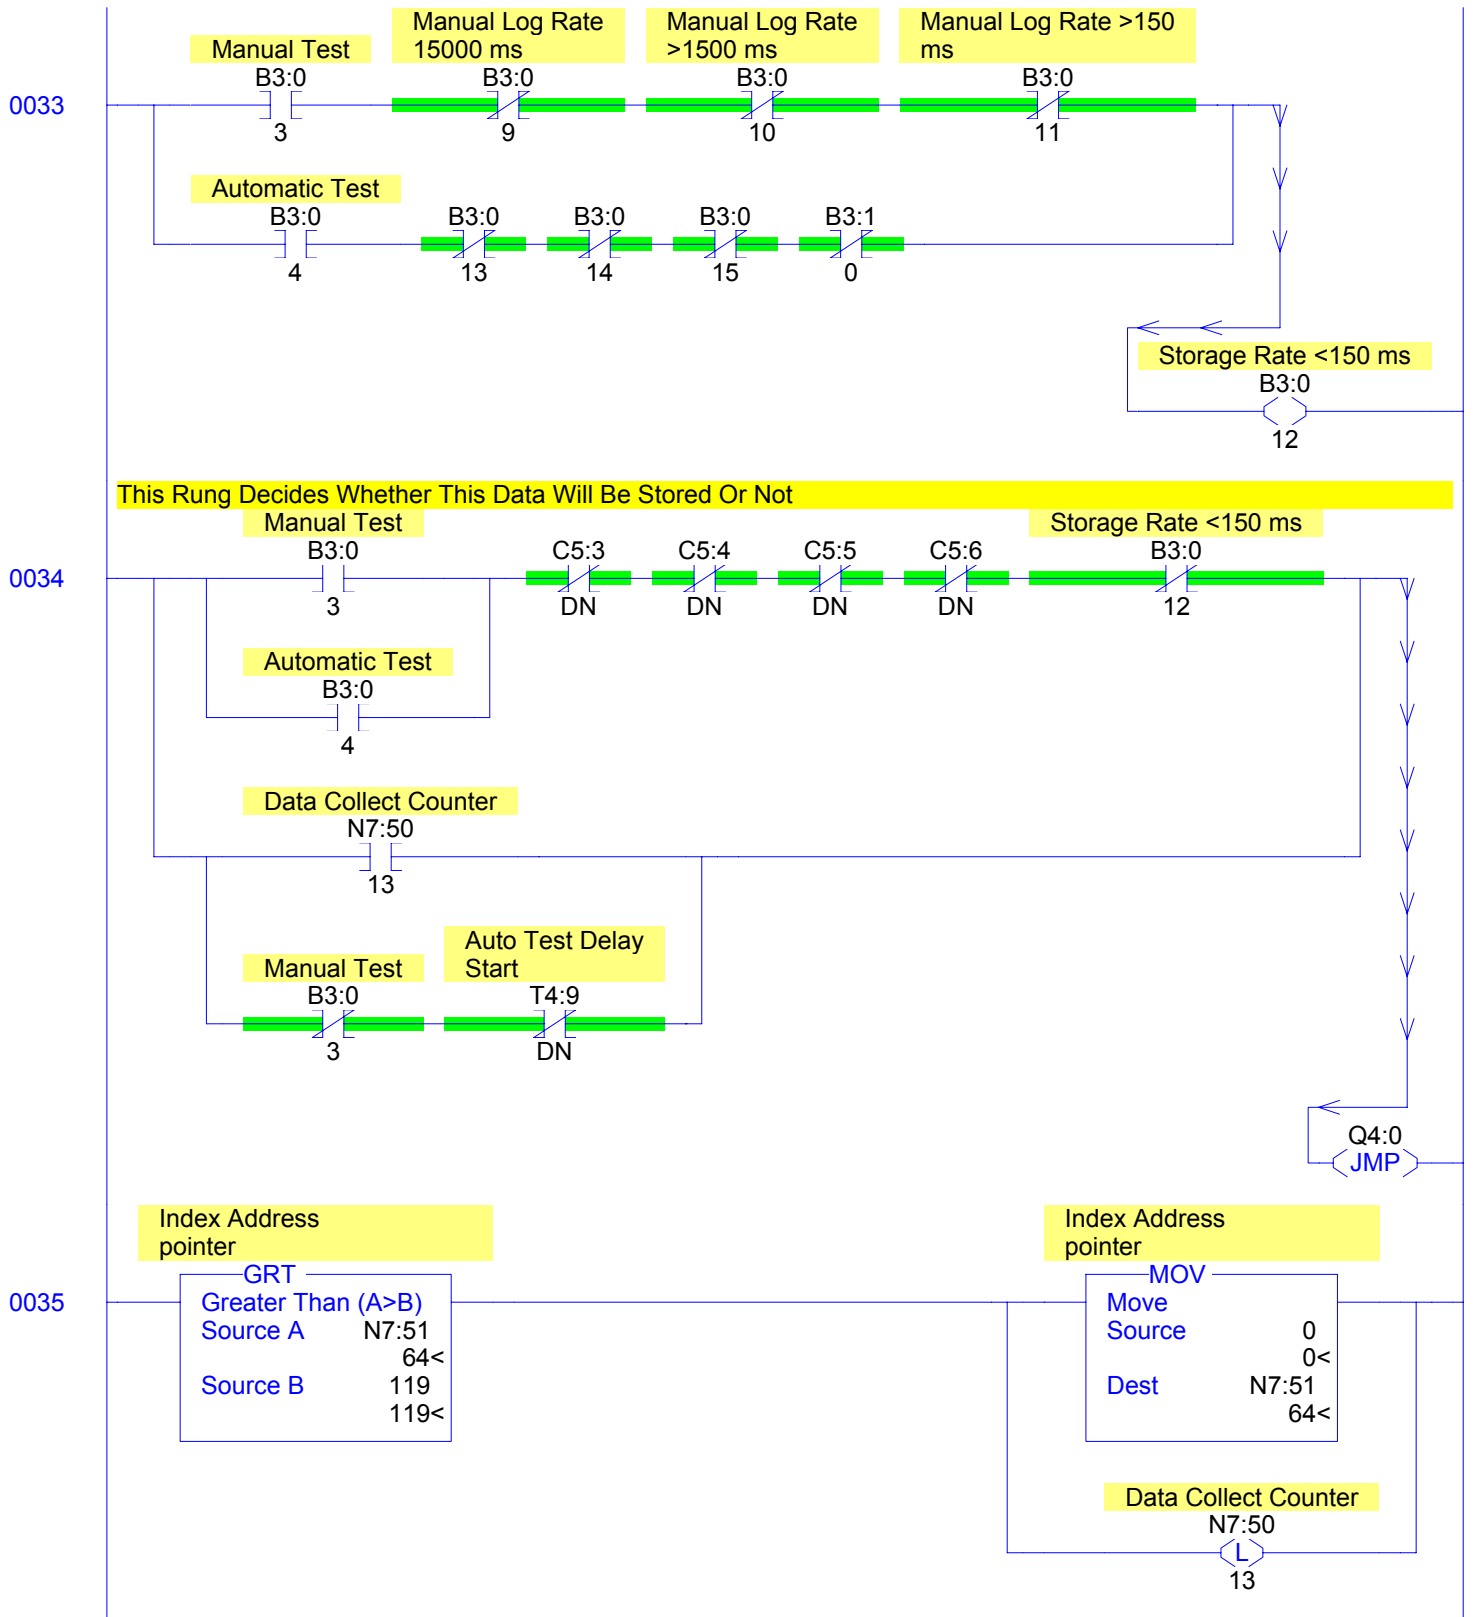 Manual Log Rate Manual Log Rate Manual Log Rate >150
Manual Test 15000 ms >1500 ms ms
B3:0 B3:0 B3:0 B3:0
0033
3 9 10 11
Automatic Test
B3:0 B3:0 B3:0 B3:0 B3:1
4 13 14 15 0
Storage Rate <150 ms
B3:0
12
This Rung Decides Whether This Data Will Be Stored Or Not
Manual Test Storage Rate <150 ms
B3:0 C5:3 C5:4 C5:5 C5:6 B3:0
0034
3 DN DN DN DN 12
Automatic Test
B3:0
4
Data Collect Counter
N7:50
13
Auto Test Delay
Manual Test Start
B3:0 T4:9
3 DN
Q4:0
JMP
Index Address Index Address
pointer pointer
GRT MOV
0035 Greater Than (A>B) Move
Source A N7:51 Source 0
64< 0<
Source B 119 Dest N7:51
119< 64<
Data Collect Counter
N7:50
L
13